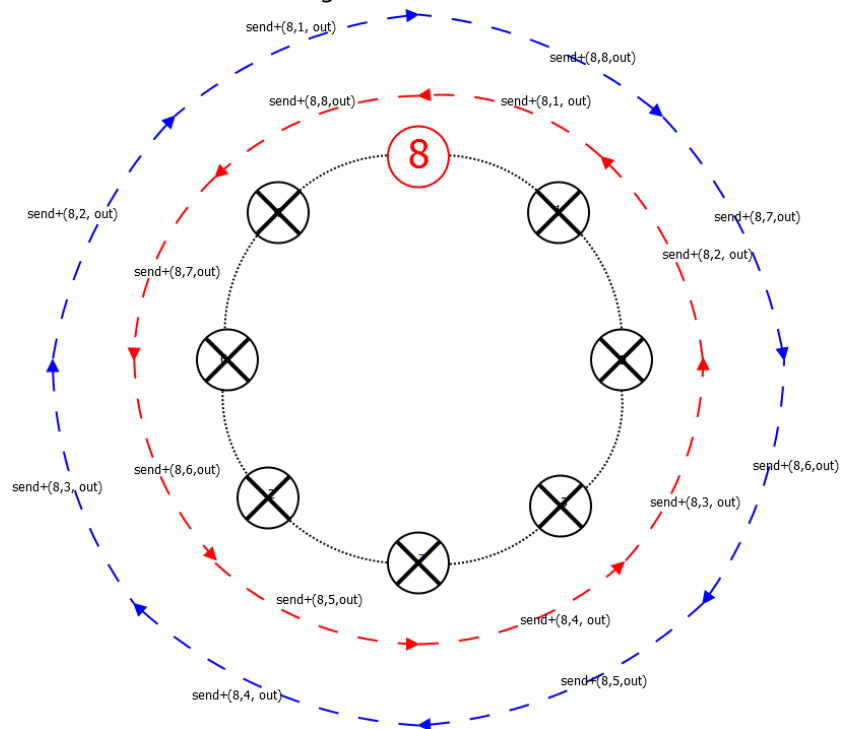 send+(8,1, out)
send+(8,8,out)
send+(8,8,out)
send+(8,1, out)
8
send+(8,2, out)
send+(8,7,out)
send+(8,2, out)
send+(8,7,out)
send+(8,6,out)
send+(8,6,out)
send+(8,3, out)
send+(8,3, out)
send+(8,5,out)
send+(8,4, out)
send+(8,5,out)
send+(8,4, out)